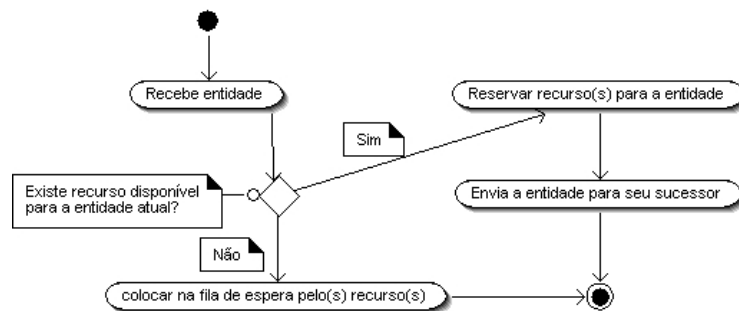 Recebe entidade
Reservar recurso(s) para a entidade
Sim
Existe recurso disponível
para a entidade atual?
Envia a entidade para seu sucessor
Não
colocar na fila de espera pelo(s) recurso(s)